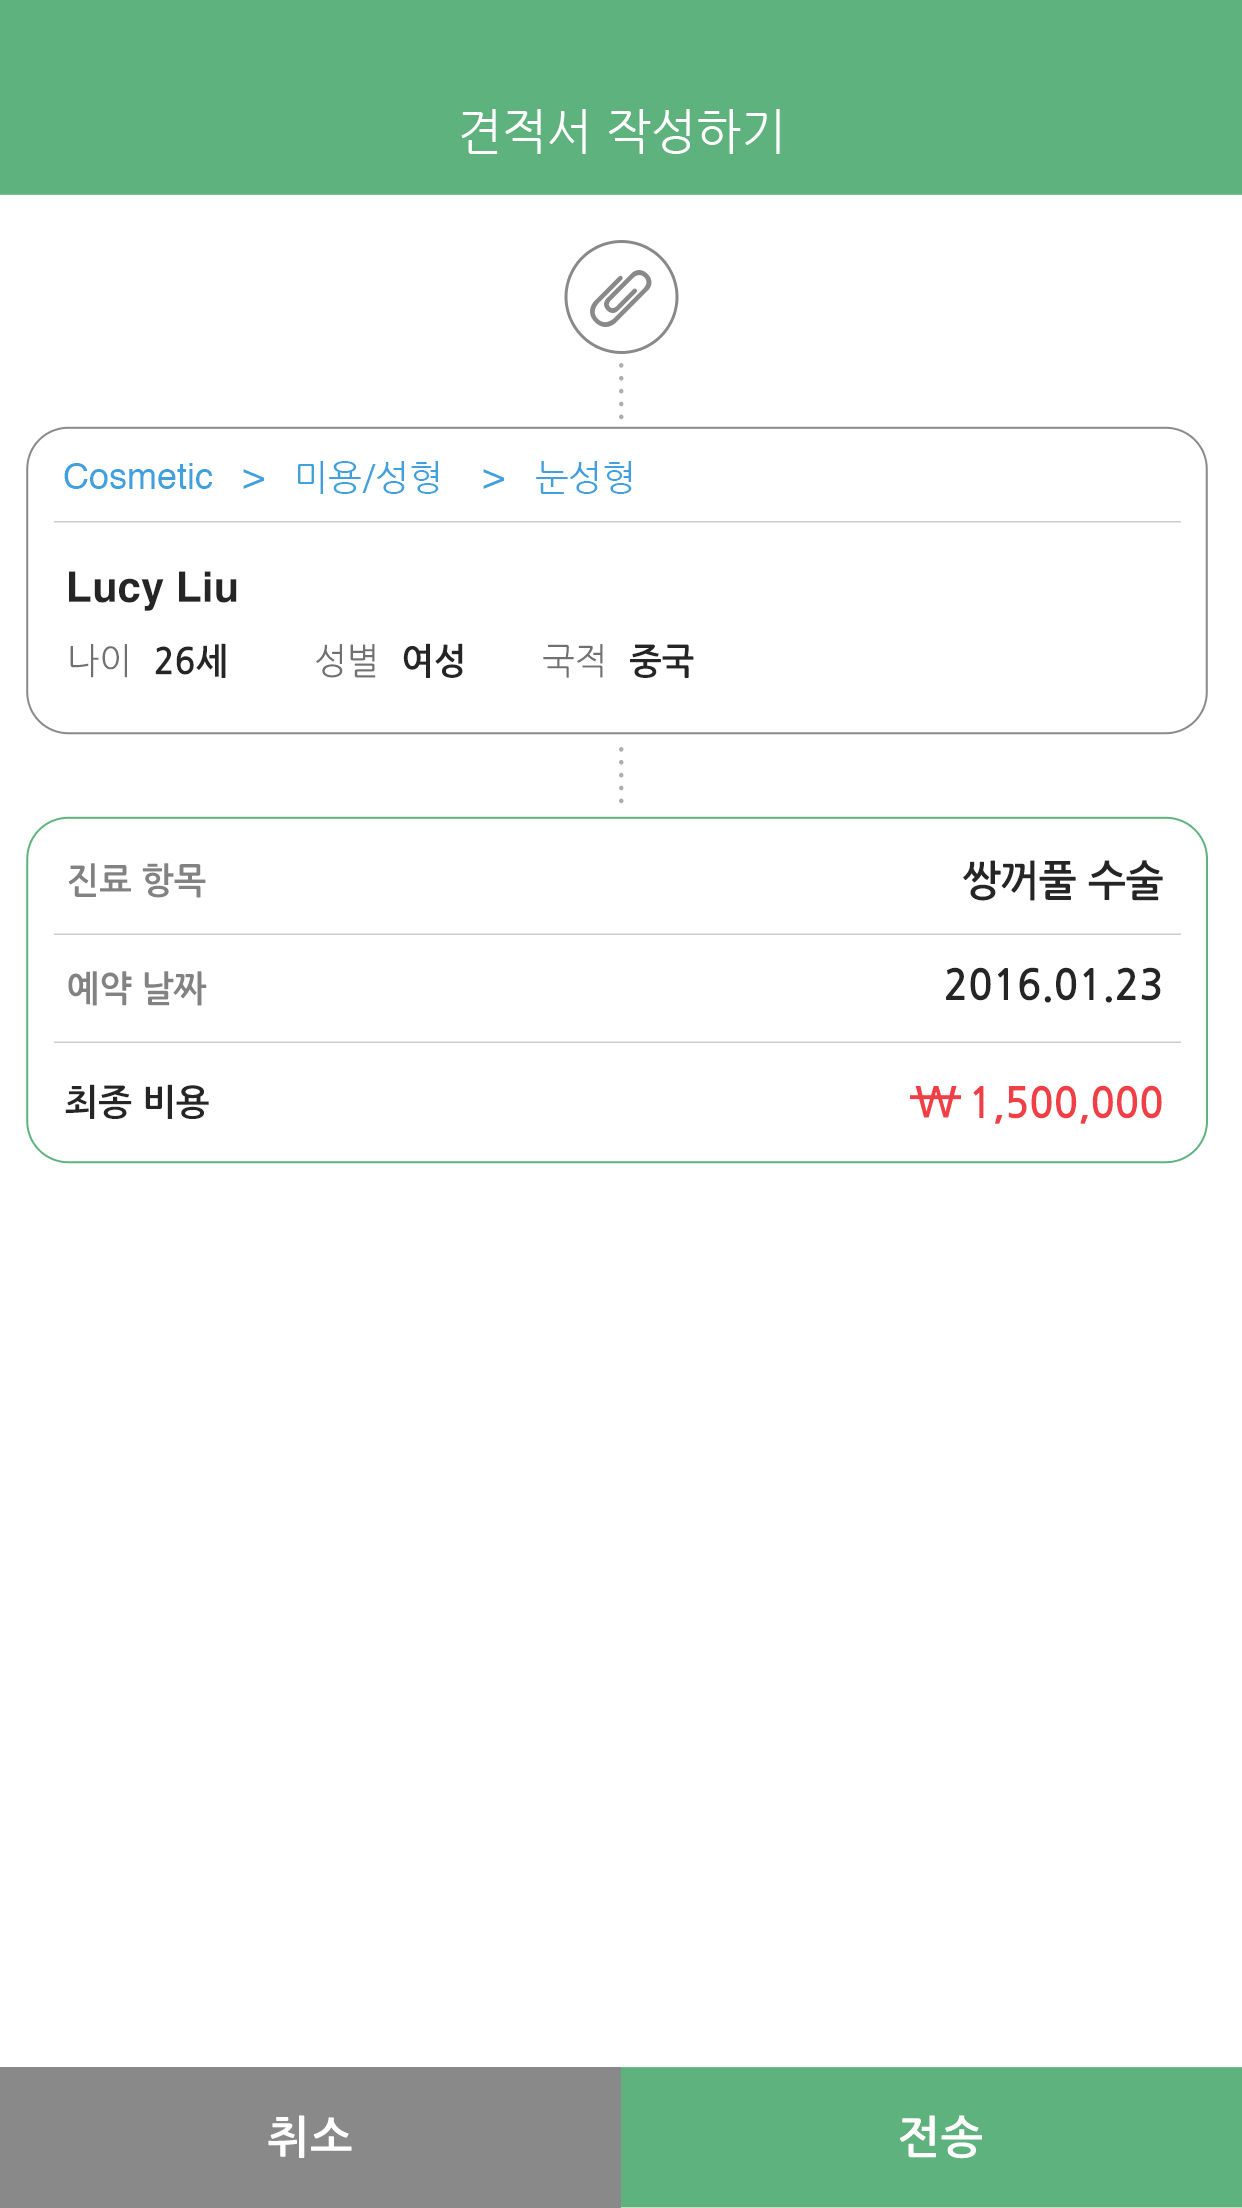 견적서 작성하기
Cosmetic > 미용/성형 > 눈성형
Lucy Liu
나이 26세 성별 여성 국적 중국
진료 항목 쌍꺼풀 수술
예약 날짜 2016.01.23
최종 비용 ₩ 1,500,000
취소 전송